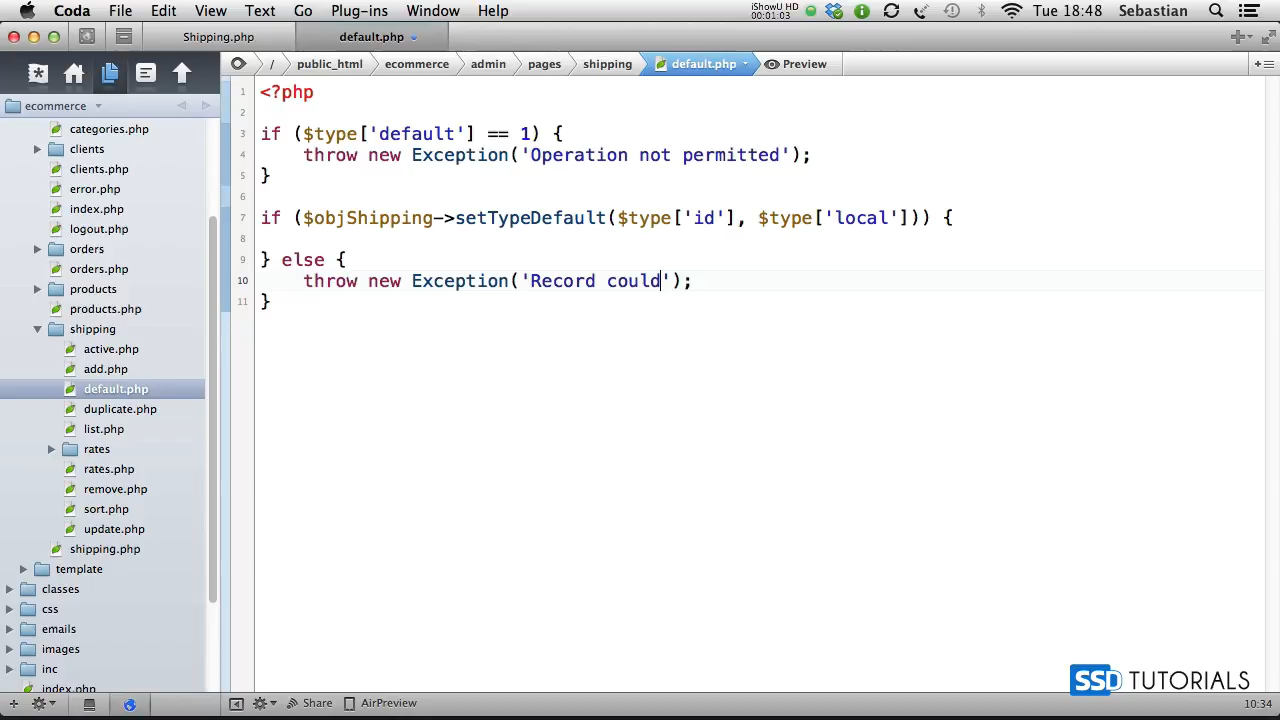 Coda File Edit View Text Go Plug-ins Window Help iShowU HD 00:01:03 Tue 18:48 Sebastian
Shipping.php default.php
/ public_html ecommerce admin pages shipping default.php Preview
ecommerce
categories.php
clients
clients.php
error.php
index.php
logout.php
orders
orders.php
products
products.php
shipping
active.php
add.php
default.php
duplicate.php
list.php
rates
rates.php
remove.php
sort.php
update.php
shipping.php
template
classes
css
emails
images
inc
index.php
1 <?php
2
3 if ($type['default'] == 1) {
4 throw new Exception('Operation not permitted');
5 }
6
7 if ($objShipping->setTypeDefault($type['id'], $type['local'])) {
8
9 } else {
10 throw new Exception('Record could');
11 }
SSD TUTORIALS
Share AirPreview 10:34